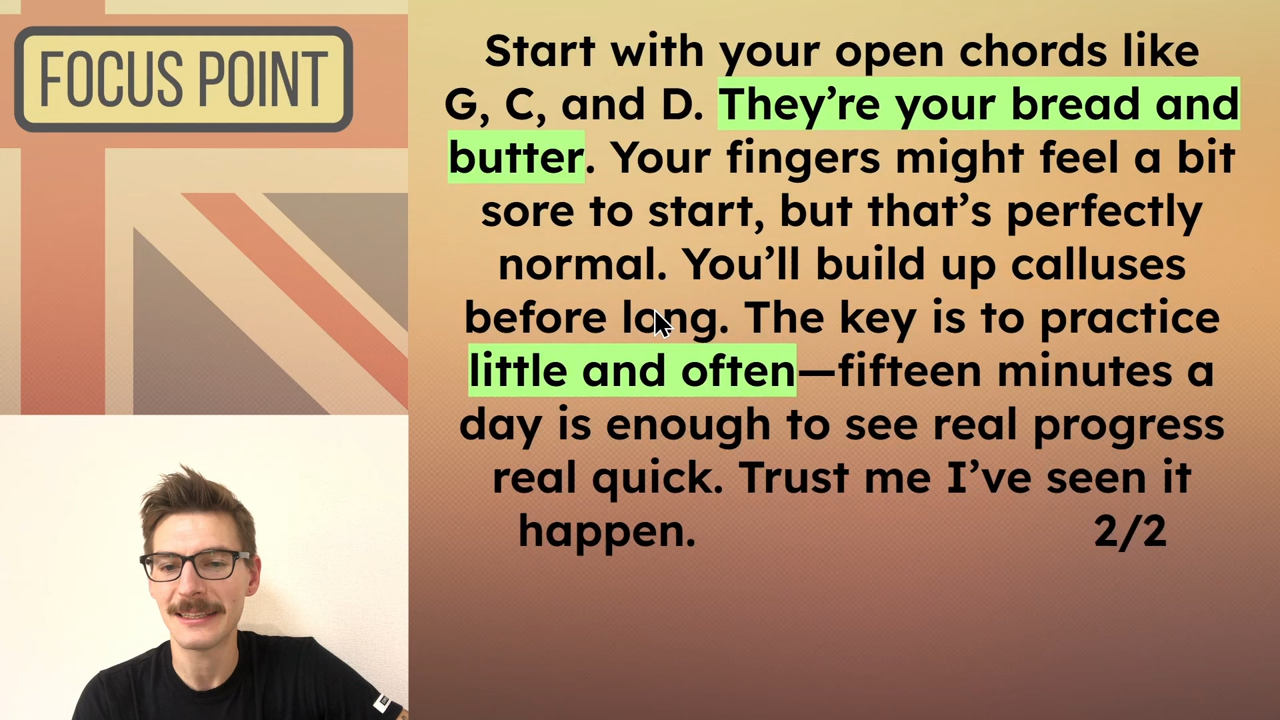 FOCUS POINT
Start with your open chords like
G, C, and D. They’re your bread and
butter. Your fingers might feel a bit
sore to start, but that’s perfectly
normal. You’ll build up calluses
before long. The key is to practice
little and often—fifteen minutes a
day is enough to see real progress
real quick. Trust me I’ve seen it
happen. 2/2